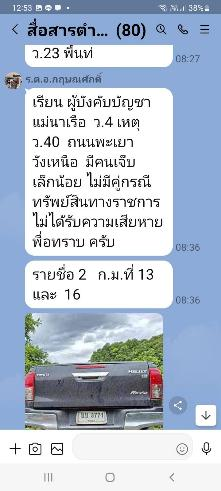 12:53
38%
สื่อสารตำ... (80)
ว.23 พื้นที่
08:27
ร.ต.อ.กฤษณศักดิ์
เรียน ผู้บังคับบัญชา
แม่นาเรือ ว.4 เหตุ
ว.40 ถนนพะเยา
วังเหนือ มีคนเจ็บ
เล็กน้อย ไม่มีคู่กรณี
ทรัพย์สินทางราชการ
ไม่ได้รับความเสียหาย
เพื่อทราบ ครับ
08:36
รายชื่อ 2 ก.ม.ที่ 13
และ 16
08:36